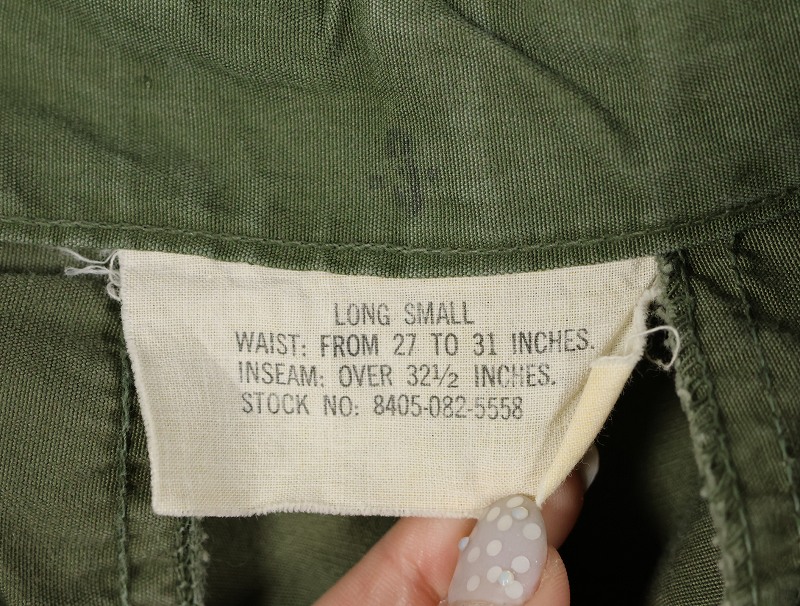 LONG SMALL
WAIST: FROM 27 TO 31 INCHES.
INSEAM: OVER 32½ INCHES.
STOCK NO: 8405-082-5558